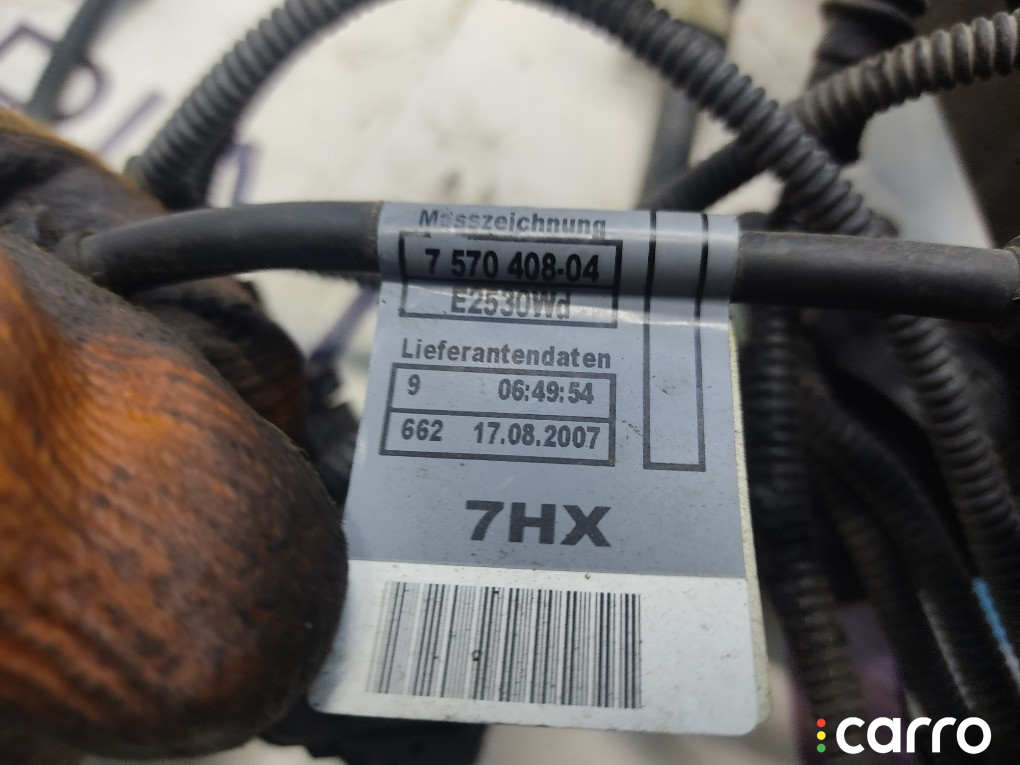 Masszeichnung
7 570 408-04
E2530Wd
Lieferantendaten
9 06:49:54
662 17.08.2007
7HX
carro